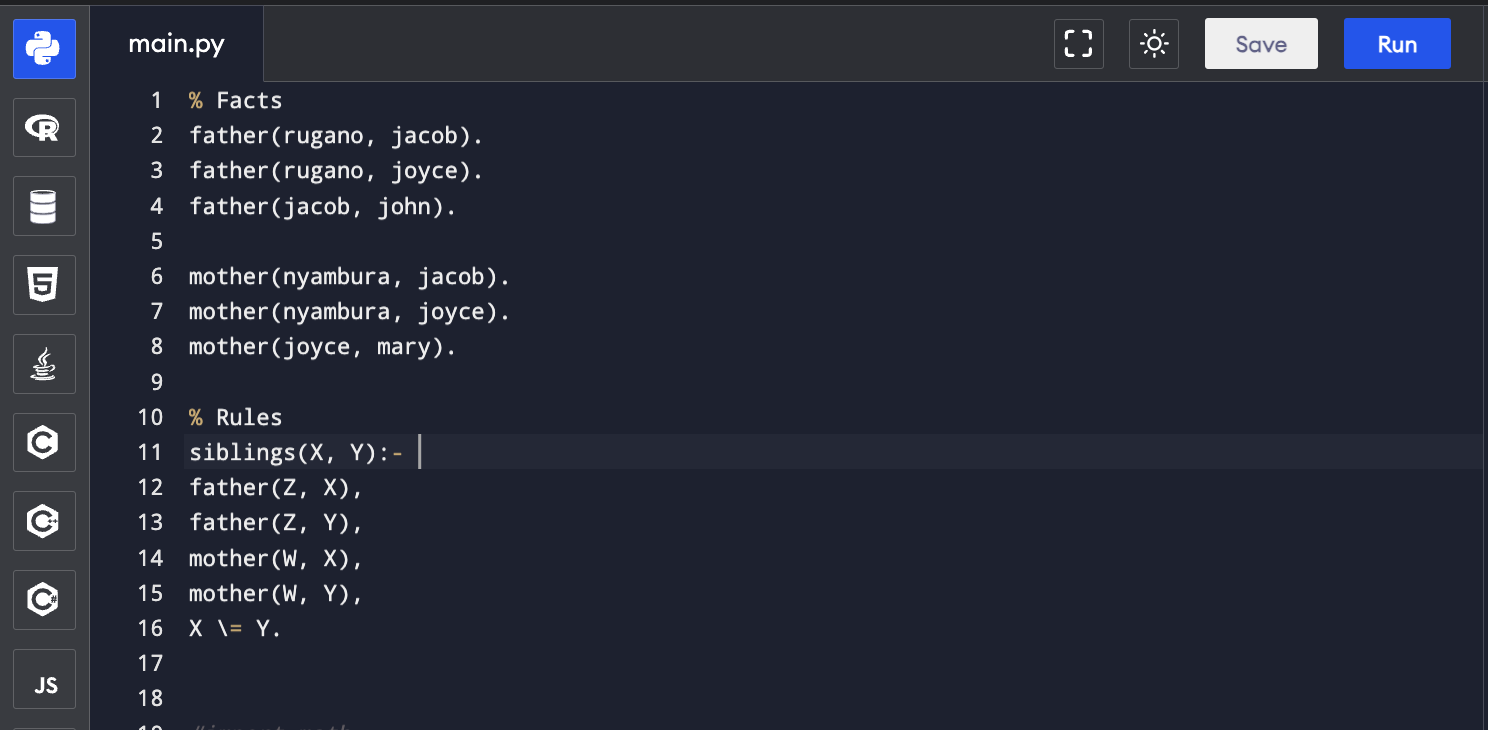 main.py
Save
Run
1 % Facts
2 father(rugano, jacob).
3 father(rugano, joyce).
4 father(jacob, john).
5
6 mother(nyambura, jacob).
7 mother(nyambura, joyce).
8 mother(joyce, mary).
9
10 % Rules
11 siblings(X, Y):-
12 father(Z, X),
13 father(Z, Y),
14 mother(W, X),
15 mother(W, Y),
16 X \= Y.
17
18
R
5
C
C++
C#
JS